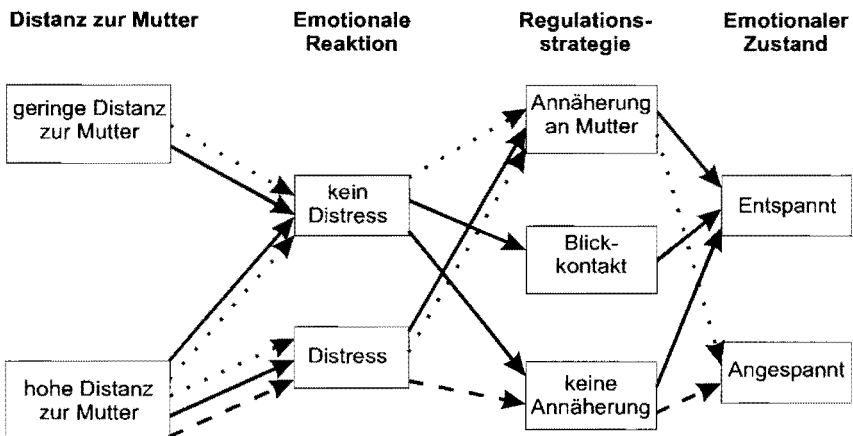 Distanz zur Mutter
Emotionale
Reaktion
Regulations-
strategie
Emotionaler
Zustand
geringe Distanz
zur Mutter
hohe Distanz
zur Mutter
kein
Distress
Distress
Annäherung
an Mutter
Blick-
kontakt
keine
Annäherung
Entspannt
Angespannt